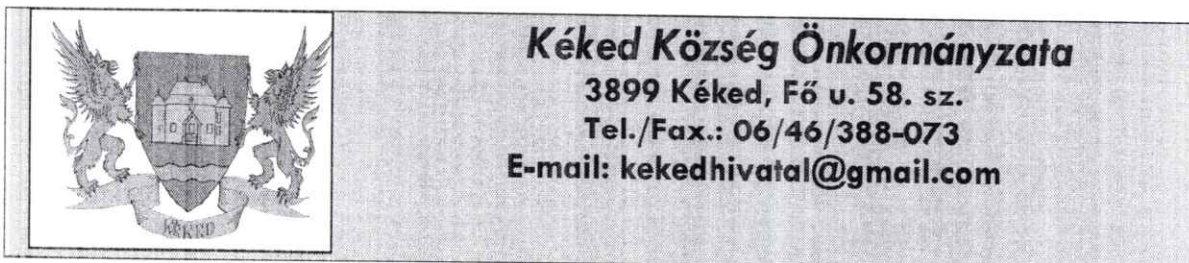 Kéked Község Önkormányzata
3899 Kéked, Fő u. 58. sz.
Tel./Fax.: 06/46/388-073
E-mail: kekedhivatal@gmail.com
KÉKED